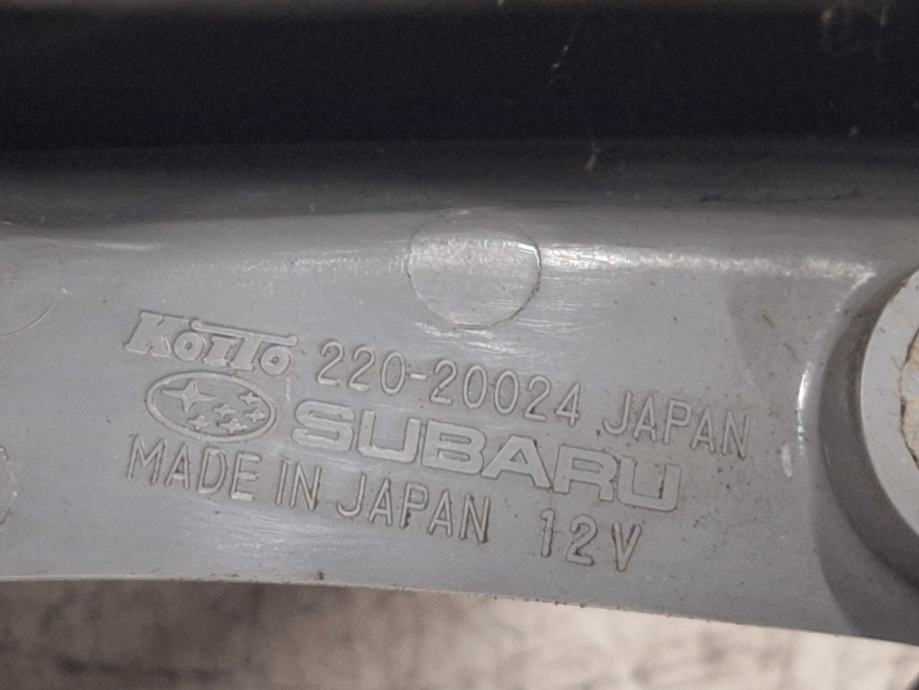 KOITO 220-20024 JAPAN
SUBARU
MADE IN JAPAN 12V